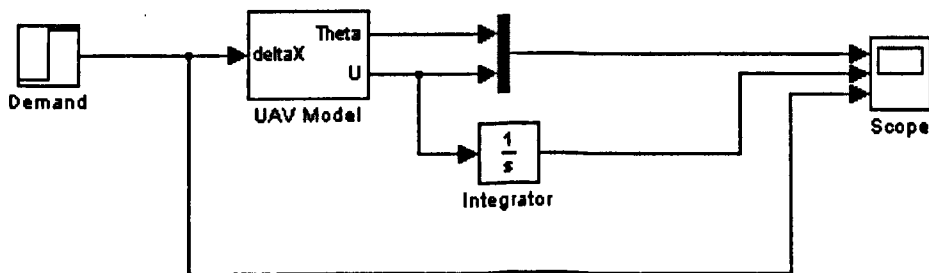 Theta
deltaX
U
Demand
UAV Model
Scope
1
s
Integrator